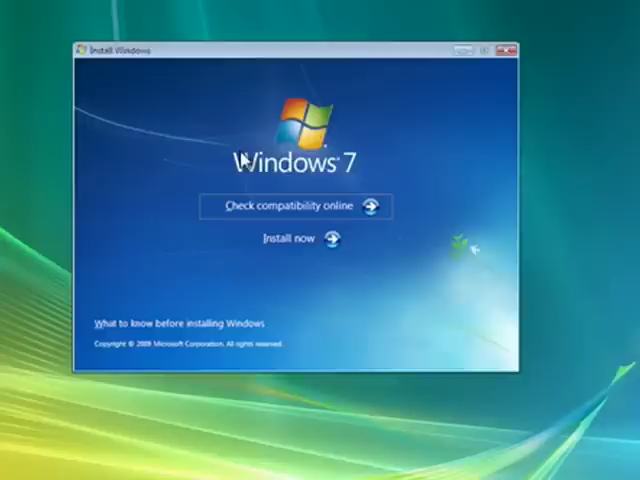 Install Windows
Windows 7
Check compatibility online
Install now
What to know before installing Windows
Copyright © 2009 Microsoft Corporation. All rights reserved.